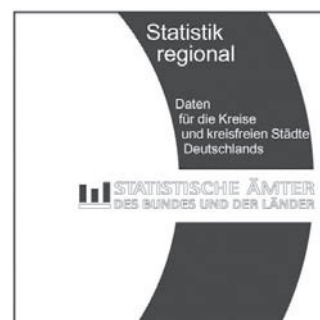 Statistik
regional
Daten
für die Kreise
und kreisfreien Städte
Deutschlands
STATISTISCHE ÄMTER
DES BUNDES UND DER LÄNDER